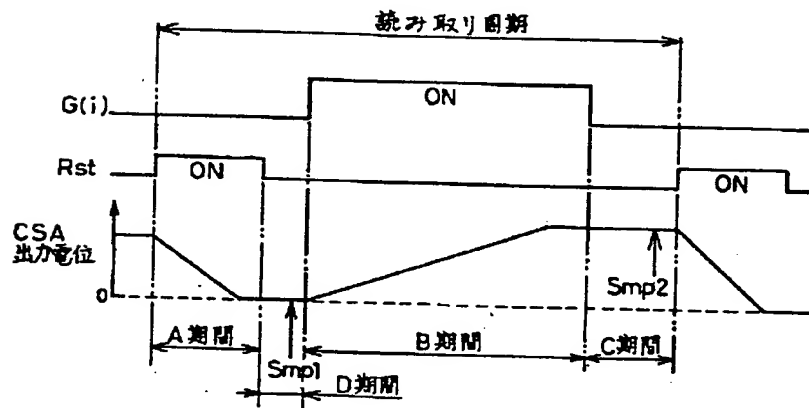 読み取り周期
G(i)
ON
Rst
ON
ON
CSA
出力電位
0
Smp2
A期間
Smp1
D期間
B期間
C期間